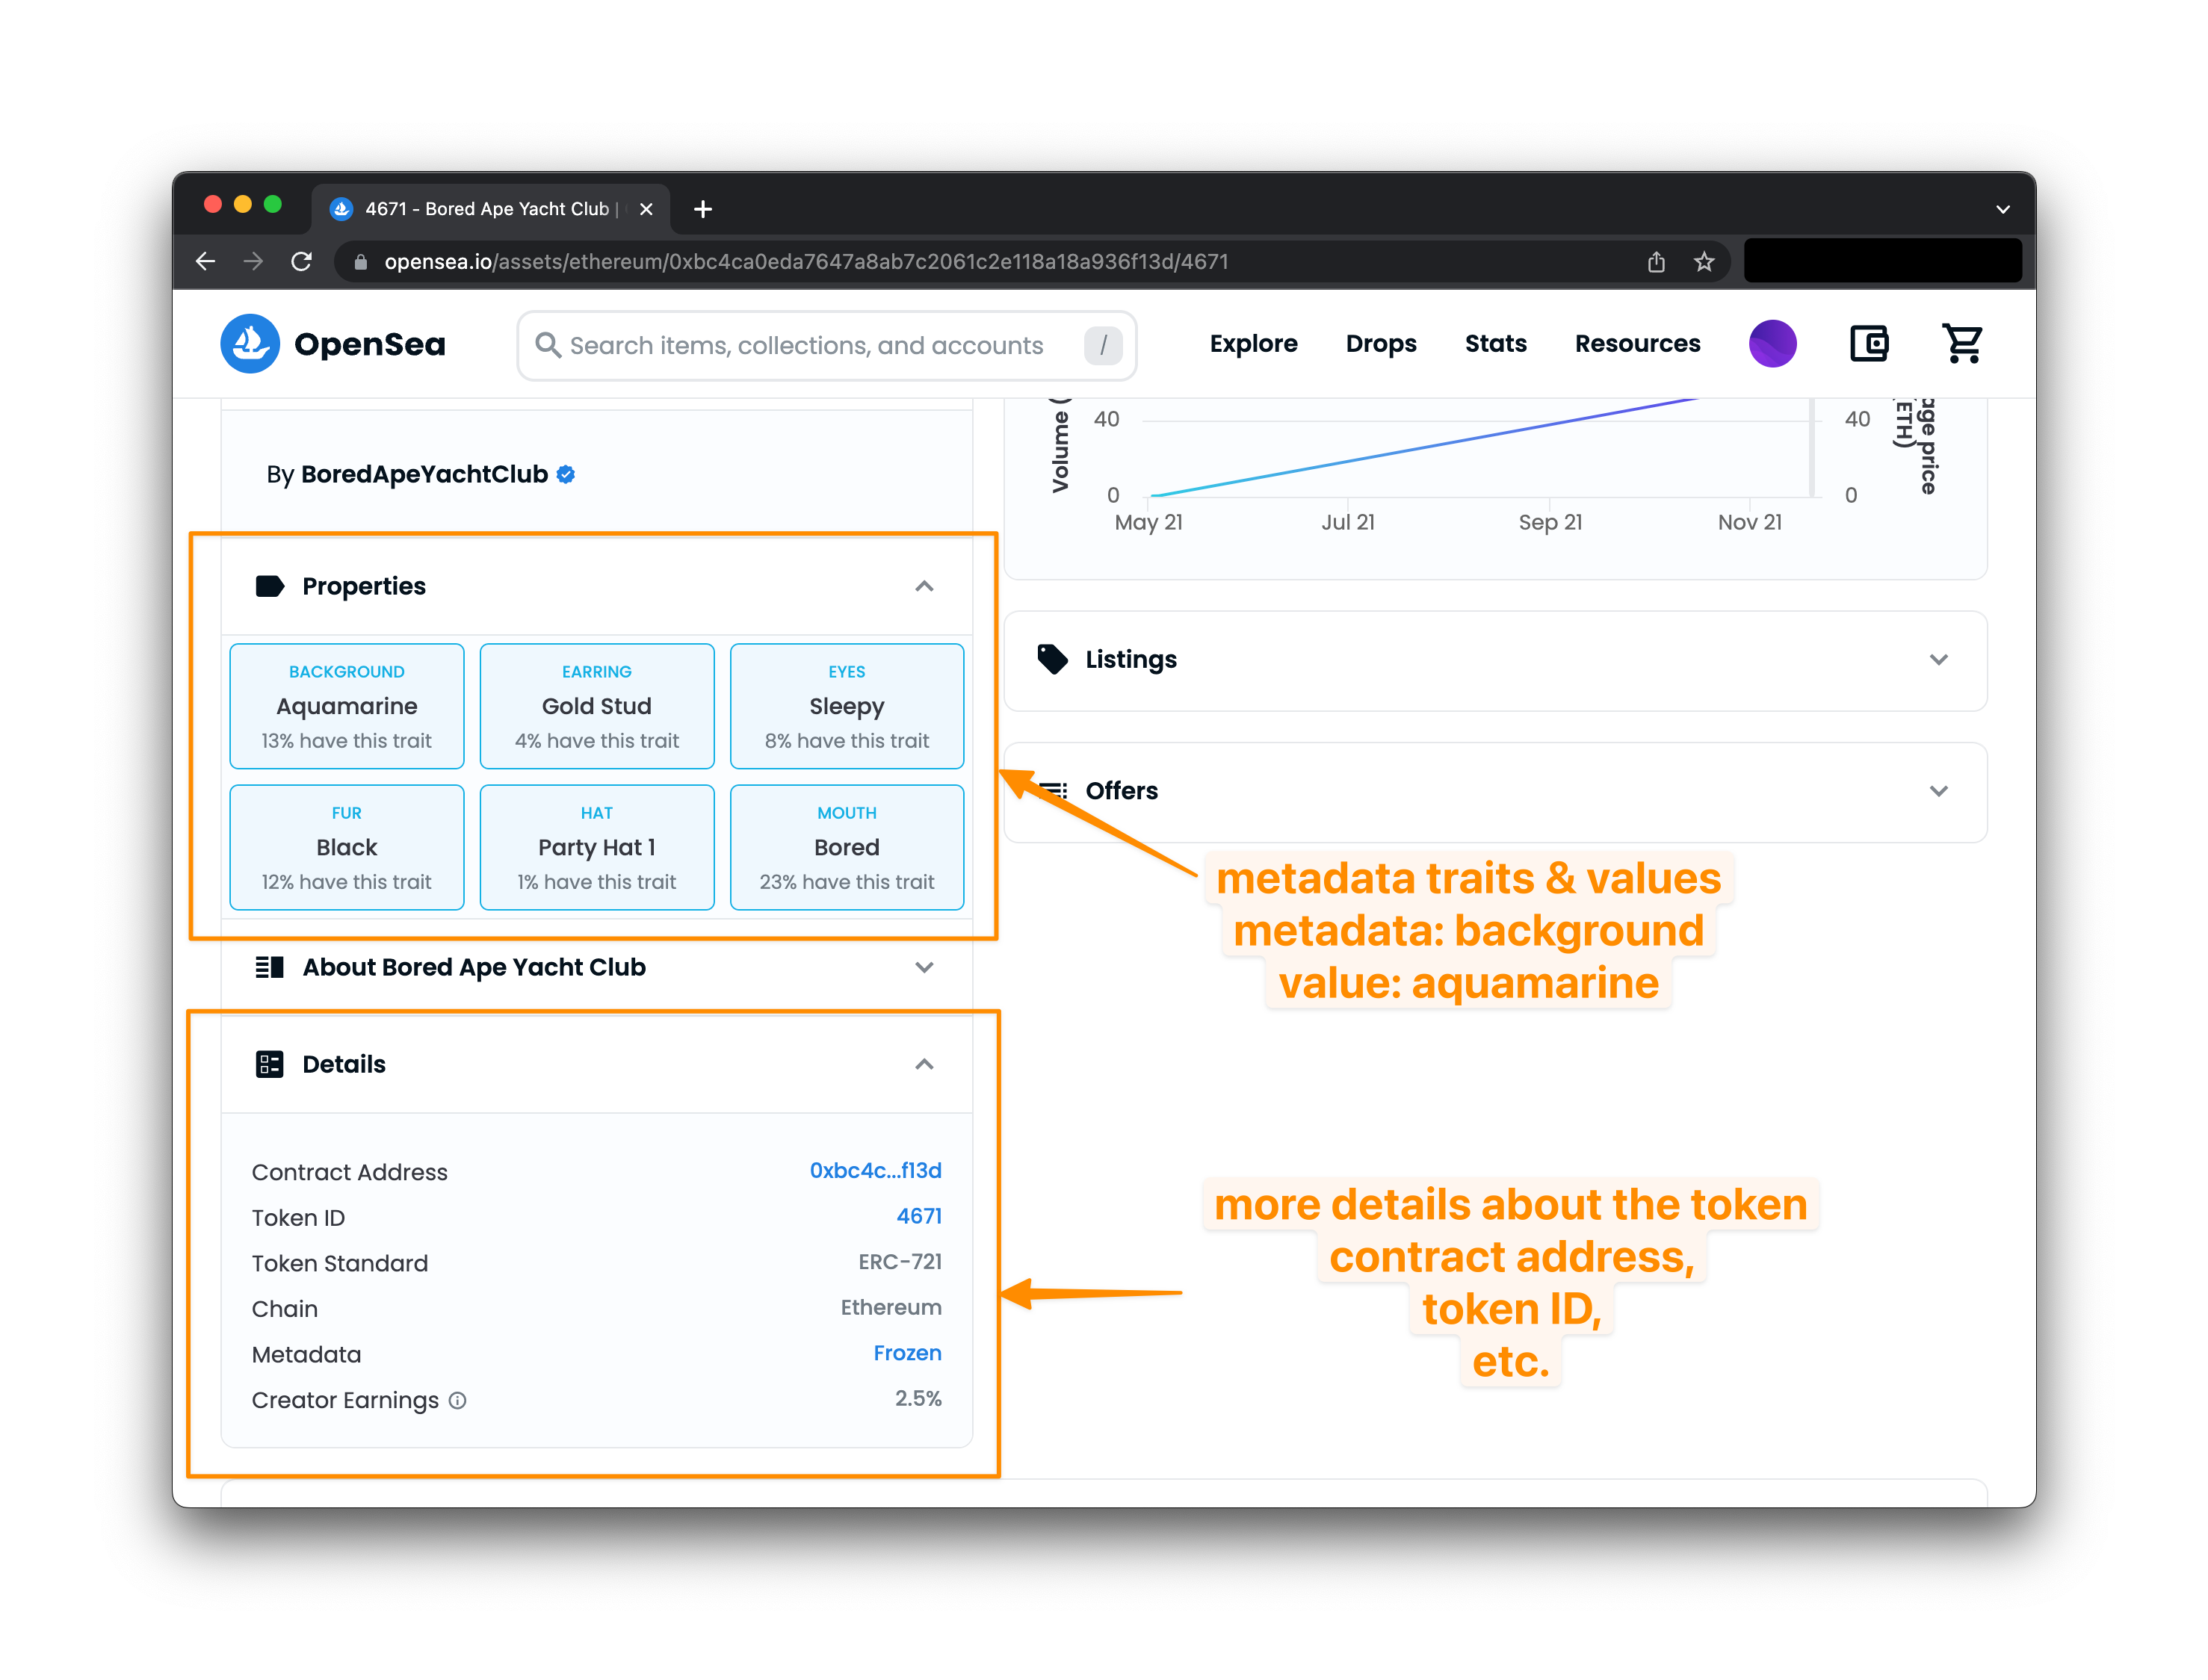 4671 - Bored Ape Yacht Club |
opensea.io/assets/ethereum/0xbc4ca0eda7647a8ab7c2061c2e118a18a936f13d/4671
OpenSea
Search items, collections, and accounts /
Explore Drops Stats Resources
By BoredApeYachtClub
Properties
BACKGROUND
Aquamarine
13% have this trait
EARRING
Gold Stud
4% have this trait
EYES
Sleepy
8% have this trait
FUR
Black
12% have this trait
HAT
Party Hat 1
1% have this trait
MOUTH
Bored
23% have this trait
About Bored Ape Yacht Club
Details
Contract Address 0xbc4c...f13d
Token ID 4671
Token Standard ERC-721
Chain Ethereum
Metadata Frozen
Creator Earnings 2.5%
Volume (
40
0
May 21 Jul 21 Sep 21 Nov 21
40
0
age price
ETH)
Listings
Offers
metadata traits & values
metadata: background
value: aquamarine
more details about the token
contract address,
token ID,
etc.